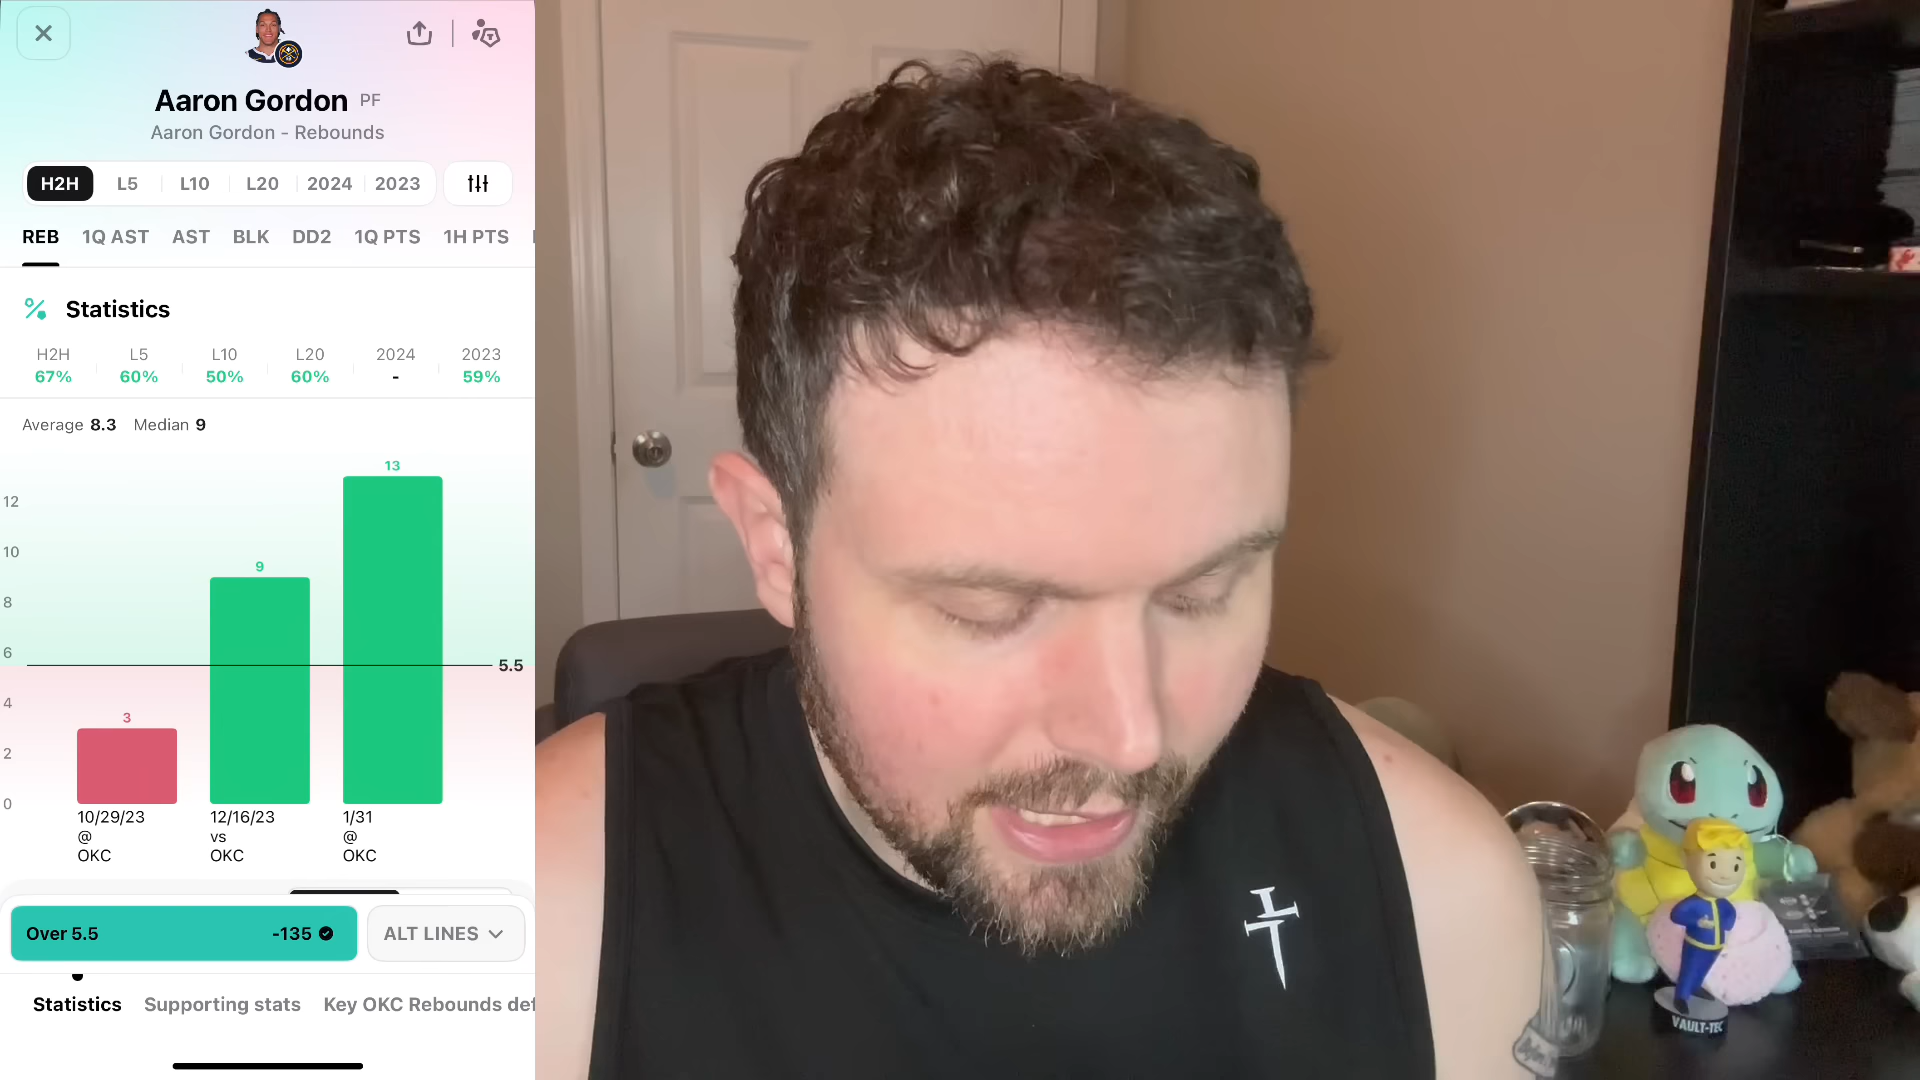 Aaron Gordon PF
Aaron Gordon - Rebounds
H2H L5 L10 L20 2024 2023
REB 1Q AST AST BLK DD2 1Q PTS 1H PTS
Statistics
H2H L5 L10 L20 2024 2023
67% 60% 50% 60% - 59%
Average 8.3 Median 9
13
12
10
9
8
6
5.5
4
3
2
0
10/29/23 @ OKC
12/16/23 vs OKC
1/31 @ OKC
Over 5.5 -135
ALT LINES
Statistics Supporting stats Key OKC Rebounds def
VAULT-TEC